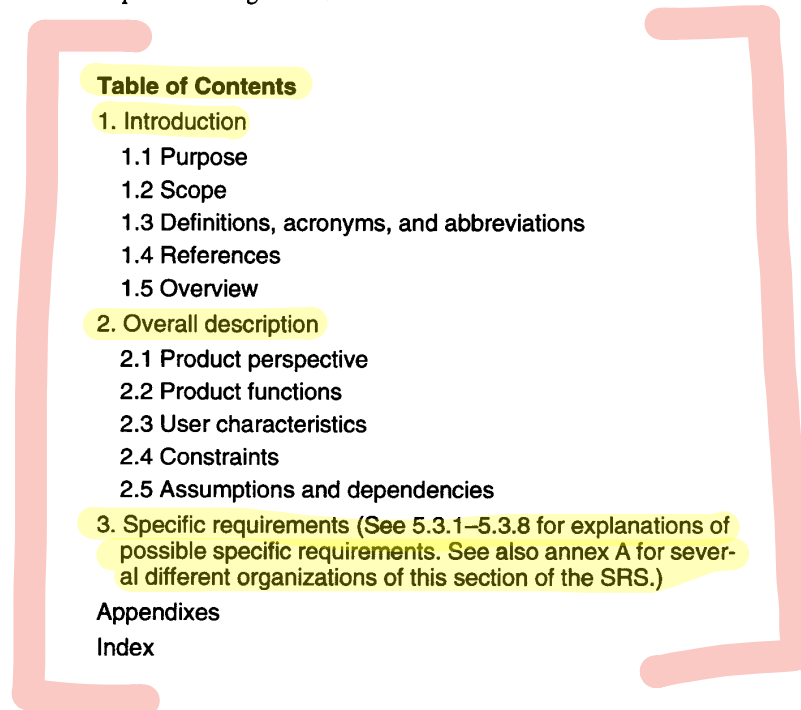 Table of Contents
1. Introduction
1.1 Purpose
1.2 Scope
1.3 Definitions, acronyms, and abbreviations
1.4 References
1.5 Overview
2. Overall description
2.1 Product perspective
2.2 Product functions
2.3 User characteristics
2.4 Constraints
2.5 Assumptions and dependencies
3. Specific requirements (See 5.3.1–5.3.8 for explanations of
possible specific requirements. See also annex A for sever-
al different organizations of this section of the SRS.)
Appendixes
Index